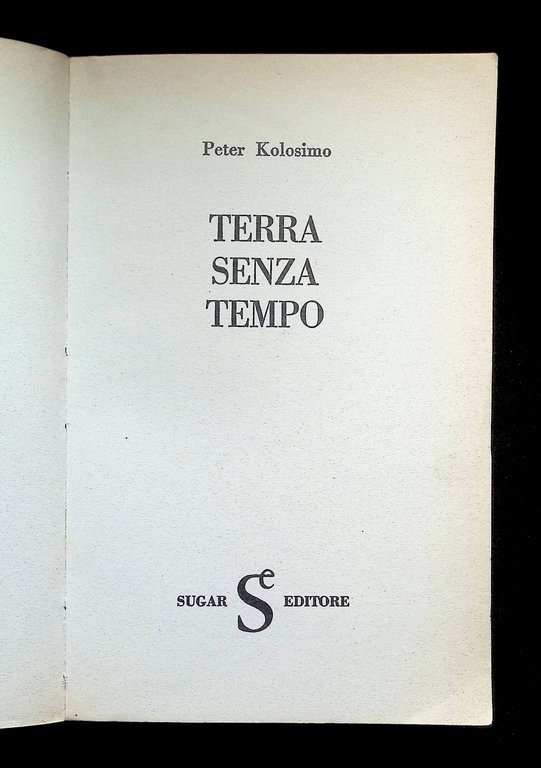 Peter Kolosimo
TERRA
SENZA
TEMPO
SUGAR Se EDITORE